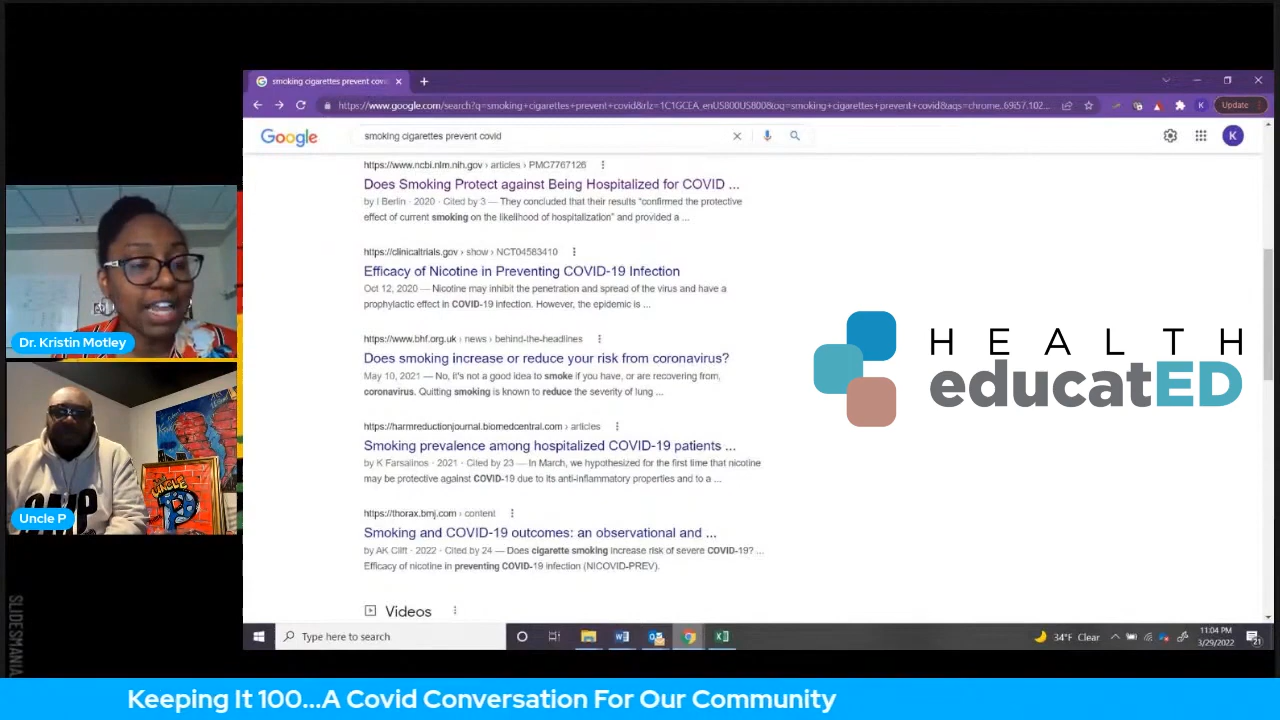 smoking cigarettes prevent covi
https://www.google.com/search?q=smoking+cigarettes+prevent+covid&rlz=1C1GCEA_enUS800US800&oq=smoking+cigarettes+prevent+covid&aqs=chrome..69i57.102...
Update
Google
smoking cigarettes prevent covid
K
https://www.ncbi.nlm.nih.gov › articles › PMC7767126
Does Smoking Protect against Being Hospitalized for COVID ...
by I Berlin · 2020 · Cited by 3 — They concluded that their results “confirmed the protective
effect of current smoking on the likelihood of hospitalization” and provided a ...
https://clinicaltrials.gov › show › NCT04583410
Efficacy of Nicotine in Preventing COVID-19 Infection
Oct 12, 2020 — Nicotine may inhibit the penetration and spread of the virus and have a
prophylactic effect in COVID-19 infection. However, the epidemic is ...
https://www.bhf.org.uk › news › behind-the-headlines
Does smoking increase or reduce your risk from coronavirus?
May 10, 2021 — No, it's not a good idea to smoke if you have, or are recovering from,
coronavirus. Quitting smoking is known to reduce the severity of lung ...
https://harmreductionjournal.biomedcentral.com › articles
Smoking prevalence among hospitalized COVID-19 patients ...
by K Farsalinos · 2021 · Cited by 23 — In March, we hypothesized for the first time that nicotine
may be protective against COVID-19 due to its anti-inflammatory properties and to a ...
https://thorax.bmj.com › content
Smoking and COVID-19 outcomes: an observational and ...
by AK Clift · 2022 · Cited by 24 — Does cigarette smoking increase risk of severe COVID-19? ...
Efficacy of nicotine in preventing COVID-19 infection (NICOVID-PREV).
Videos
HEALTH
educatED
Dr. Kristin Motley
UNCLE
P
Uncle P
SLIDESMANIA
Type here to search
34°F Clear
11:04 PM
3/29/2022
21
Keeping It 100...A Covid Conversation For Our Community